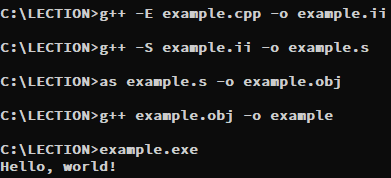 C:\LECTION>g++ -E example.cpp -o example.ii
C:\LECTION>g++ -S example.ii -o example.s
C:\LECTION>as example.s -o example.obj
C:\LECTION>g++ example.obj -o example
C:\LECTION>example.exe
Hello, world!